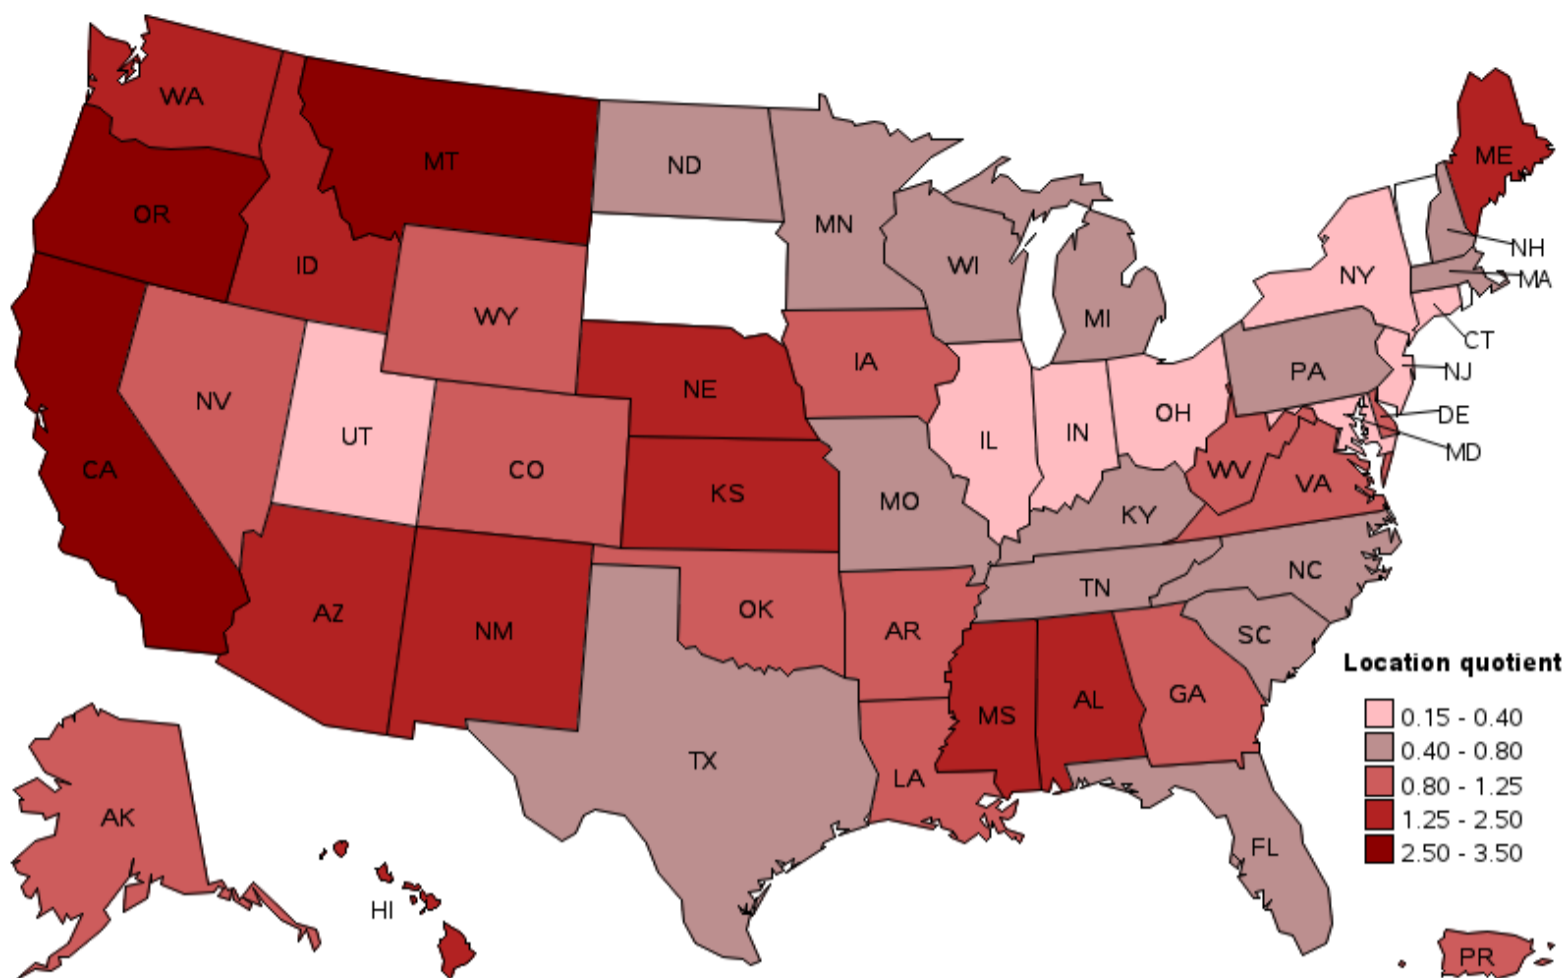 WA
MT
ND
ME
OR
MN
NH
ID
WI
NY
MA
WY
MI
CT
IA
PA
NJ
NE
NV
OH
DE
UT
IN
IL
MD
CA
CO
WV
VA
KS
MO
KY
NC
TN
AZ
NM
OK
AR
SC
MS
AL
GA
TX
LA
AK
FL
HI
PR
Location quotient
0.15 - 0.40
0.40 - 0.80
0.80 - 1.25
1.25 - 2.50
2.50 - 3.50